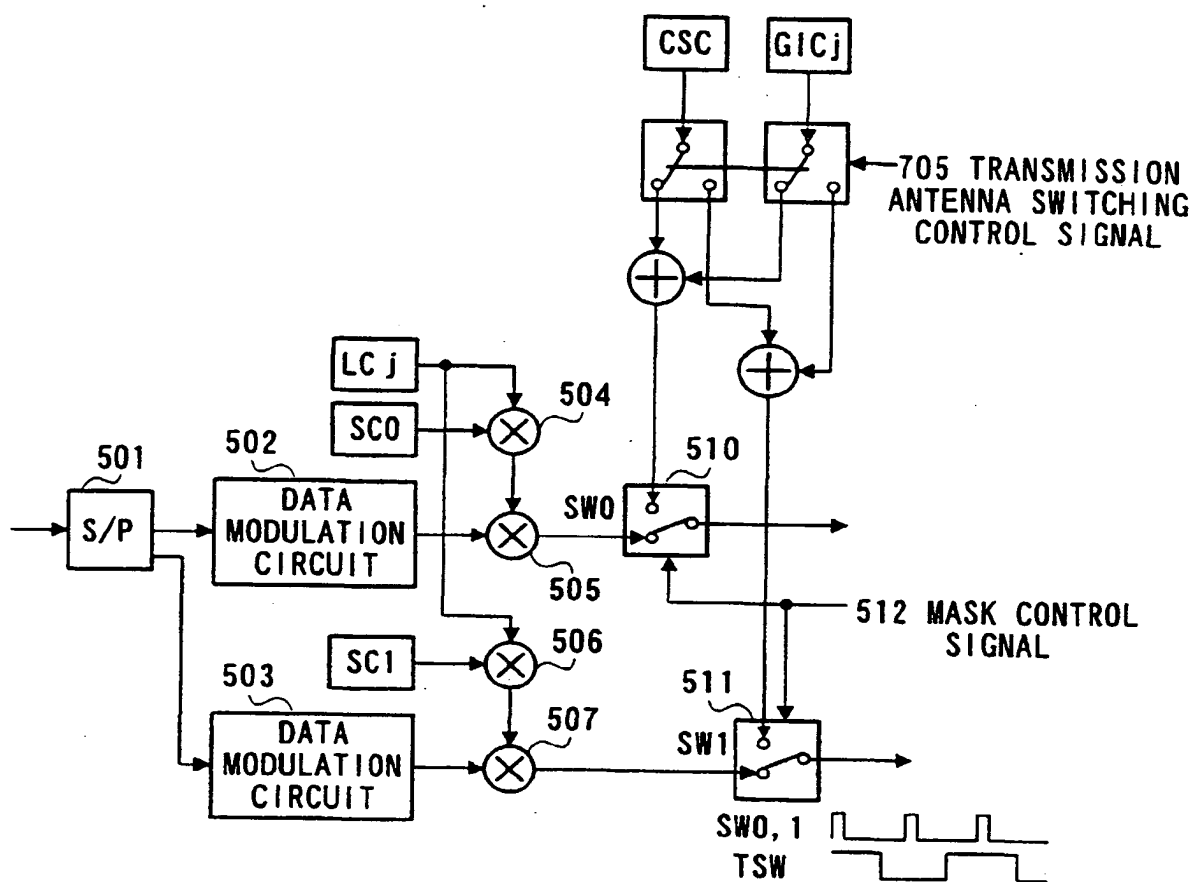 CSC
GICj
705 TRANSMISSION
ANTENNA SWITCHING
CONTROL SIGNAL
LCj
504
SC0
501
502
510
S/P
DATA
MODULATION
CIRCUIT
SW0
505
512 MASK CONTROL
SIGNAL
SC1
506
503
511
507
DATA
MODULATION
CIRCUIT
SW1
SW0,1
TSW